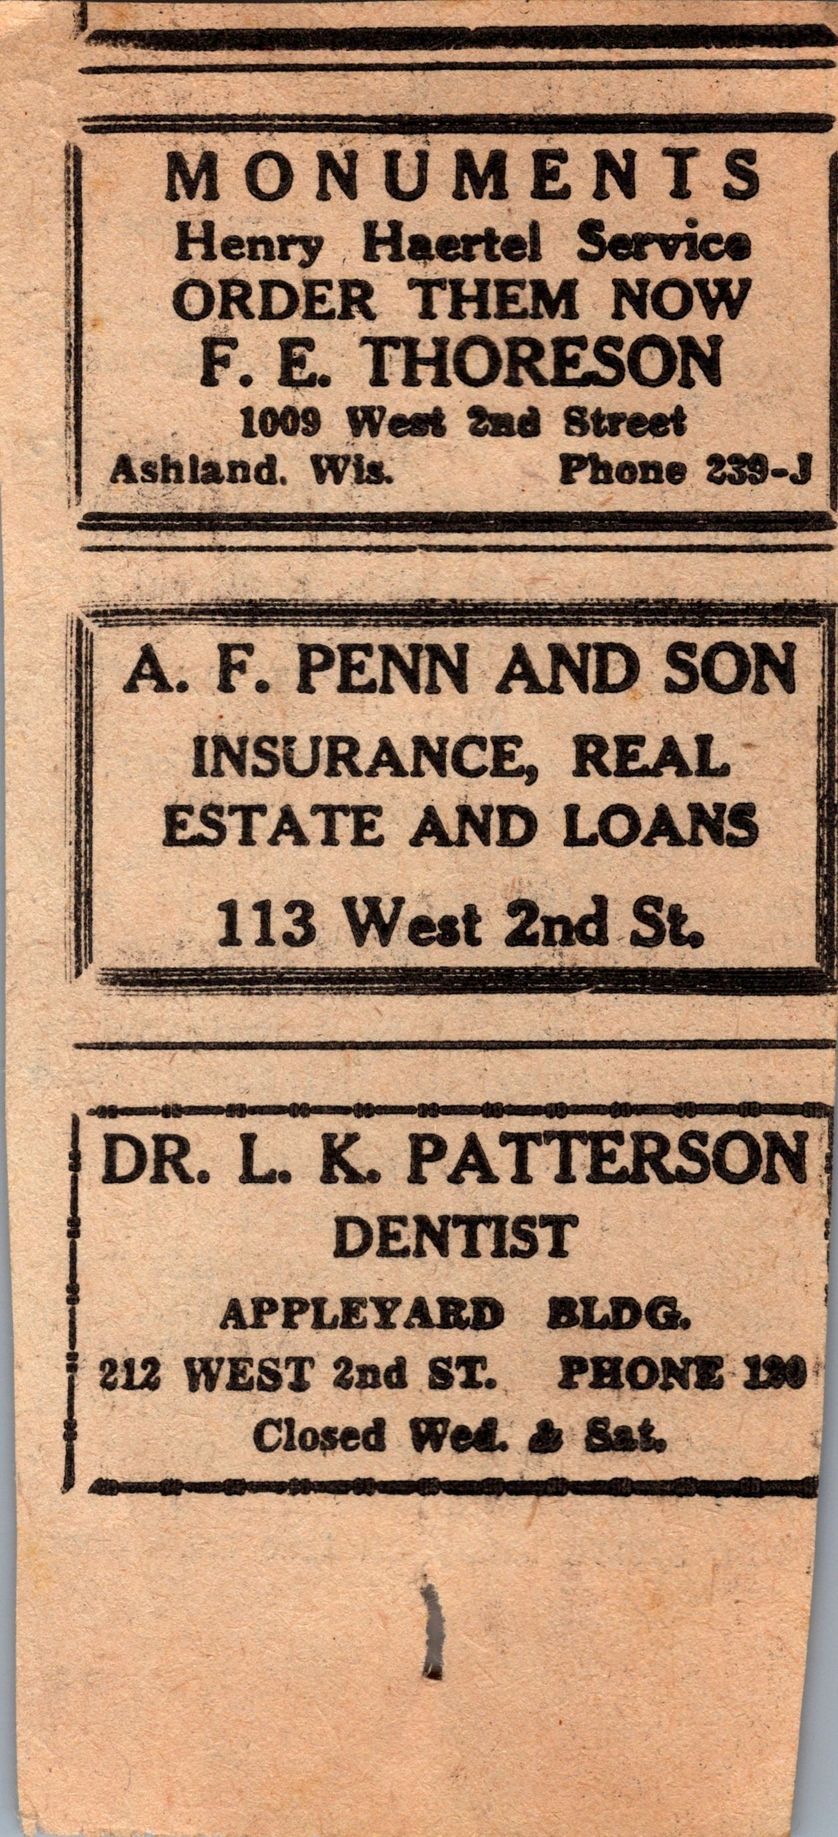 MONUMENTS
Henry Haertel Service
ORDER THEM NOW
F. E. THORESON
1009 West 2nd Street
Ashland, Wis. Phone 239-J
A. F. PENN AND SON
INSURANCE, REAL
ESTATE AND LOANS
113 West 2nd St.
DR. L. K. PATTERSON
DENTIST
APPLEYARD BLDG.
212 WEST 2nd ST. PHONE
Closed Wed. & Sat.